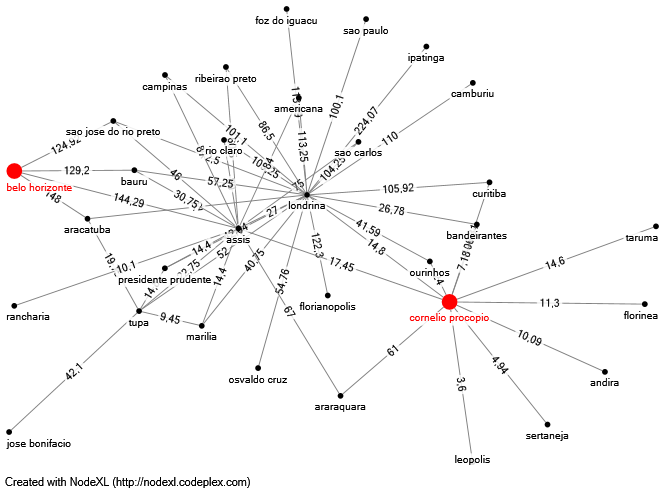 foz do iguacu
sao paulo
ipatinga
ribeirao preto
campinas
camburiu
americana
100,1
224,07
86,5
101,1
113,25
110
sao jose do rio preto
124,92
rio claro
sao carlos
belo horizonte
129,2
46
bauru
57,25
105,92
curitiba
148
144,29
30,75
londrina
26,78
bandeirantes
aracatuba
27
41,59
assis
14,8
taruma
14,4
52
122,3
7,18
ourinhos
10,1
presidente prudente
40,75
17,45
14,6
14,4
54,76
florianopolis
rancharia
tupa
9,45
marilia
67
cornelio procopio
11,3
florinea
61
10,09
42,1
osvaldo cruz
4,94
andira
3,6
araraquara
sertaneja
jose bonifacio
leopolis
Created with NodeXL (http://nodexl.codeplex.com)